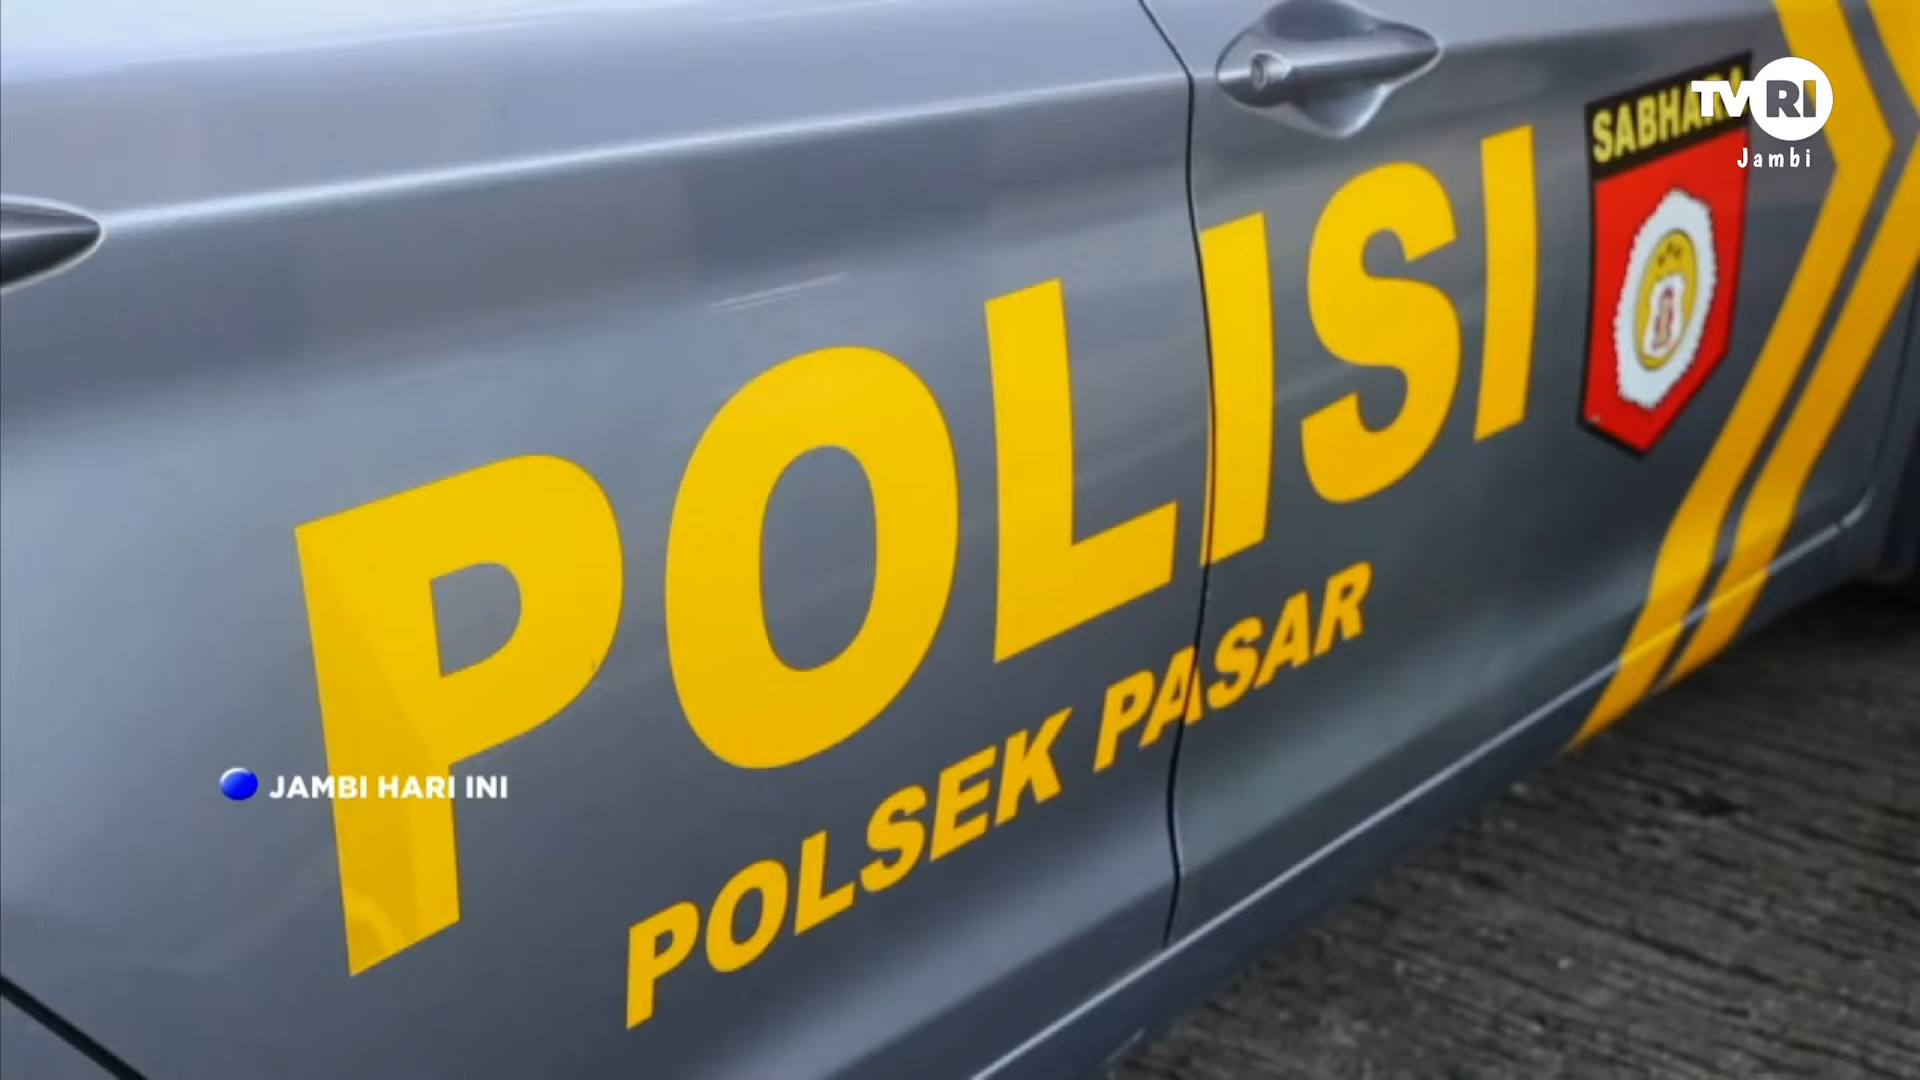 TVRI
Jambi
SABHARA
POLISI
POLSEK PASAR
JAMBI HARI INI